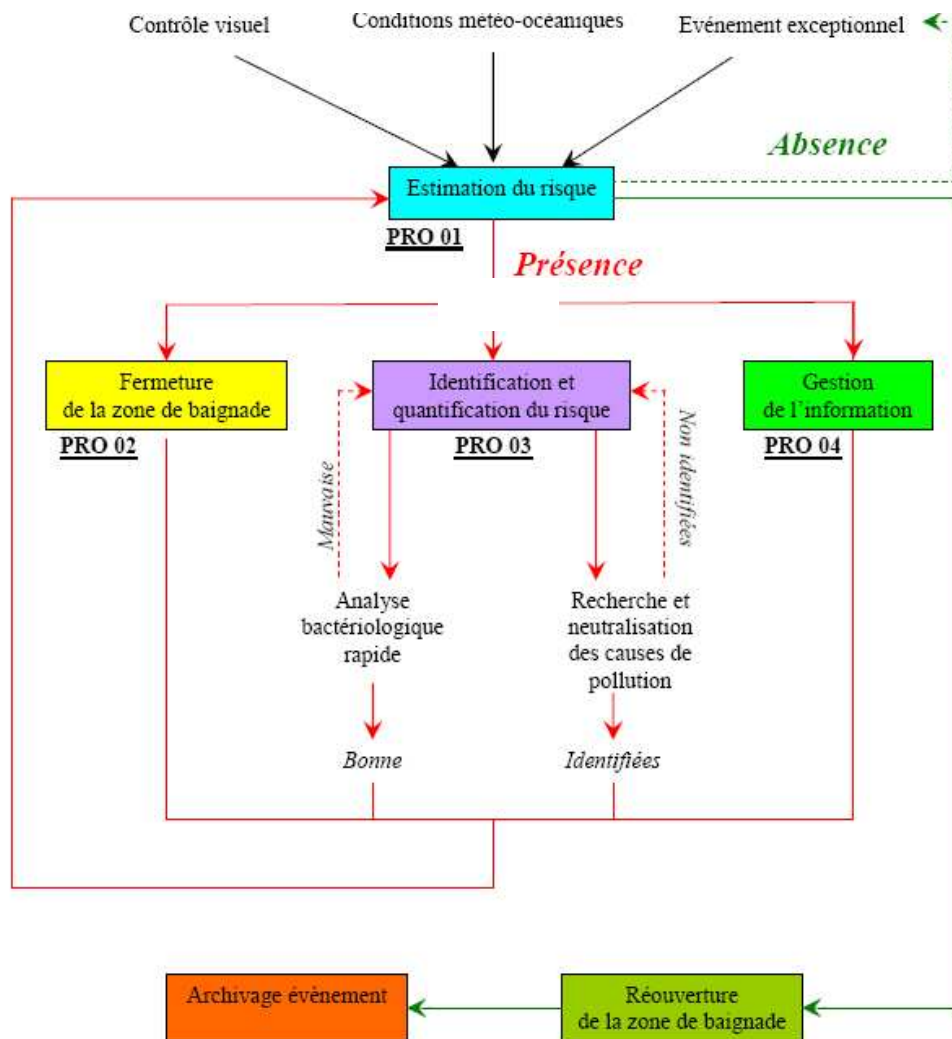 Contrôle visuel
Conditions météo-océaniques
Evénement exceptionnel
Absence
Estimation du risque
PRO 01
Présence
Fermeture
de la zone de baignade
PRO 02
Identification et
quantification du risque
PRO 03
Gestion
de l’information
PRO 04
Mauvaise
Non identifiées
Analyse
bactériologique
rapide
Recherche et
neutralisation
des causes de
pollution
Bonne
Identifiées
Archivage évènement
Réouverture
de la zone de baignade